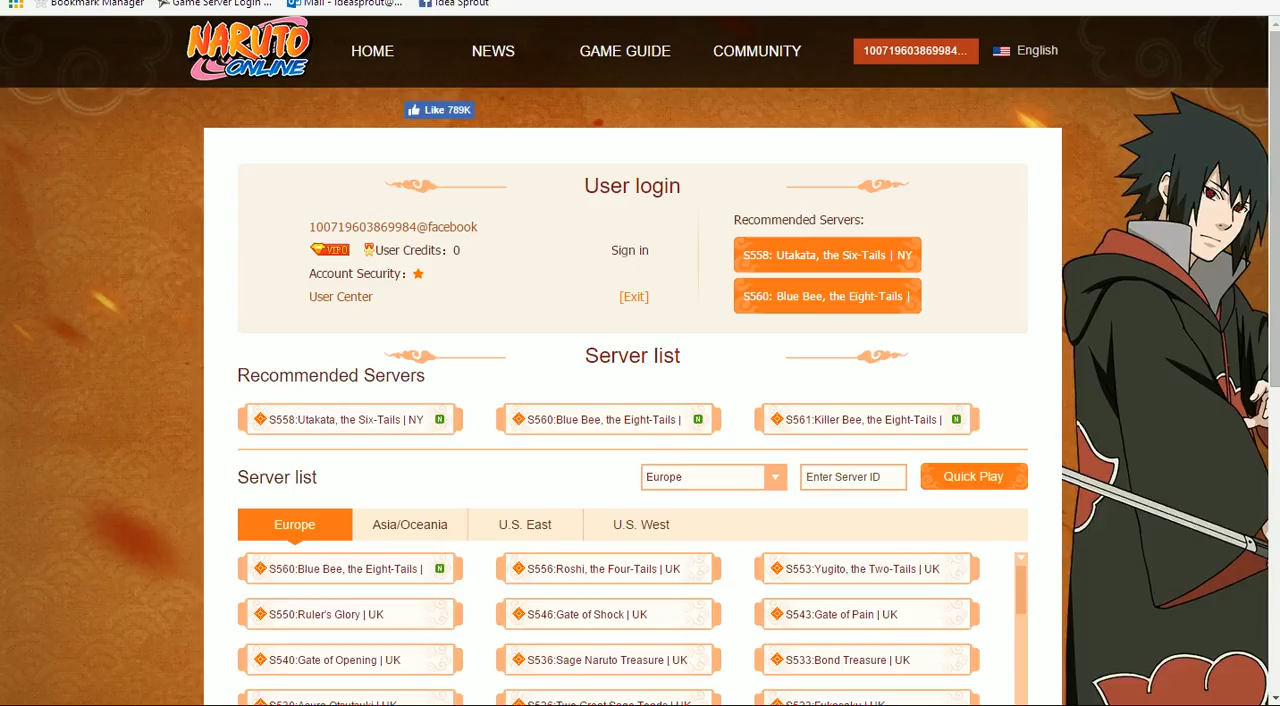 Bookmark Manager Game Server Login ... Mail - ideasprout@... Idea Sprout
NARUTO ONLINE HOME NEWS GAME GUIDE COMMUNITY 100719603869984... English
Like 789K
User login
100719603869984@facebook
Recommended Servers:
VIP0 User Credits: 0
Sign in
S558: Utakata, the Six-Tails | NY
Account Security:
User Center
[Exit]
S560: Blue Bee, the Eight-Tails |
Server list
Recommended Servers
S558:Utakata, the Six-Tails | NY N S560:Blue Bee, the Eight-Tails | N S561:Killer Bee, the Eight-Tails | N
Server list Europe Enter Server ID Quick Play
Europe Asia/Oceania U.S. East U.S. West
S560:Blue Bee, the Eight-Tails | N S556:Roshi, the Four-Tails | UK S553:Yugito, the Two-Tails | UK
S550:Ruler's Glory | UK S546:Gate of Shock | UK S543:Gate of Pain | UK
S540:Gate of Opening | UK S536:Sage Naruto Treasure | UK S533:Bond Treasure | UK